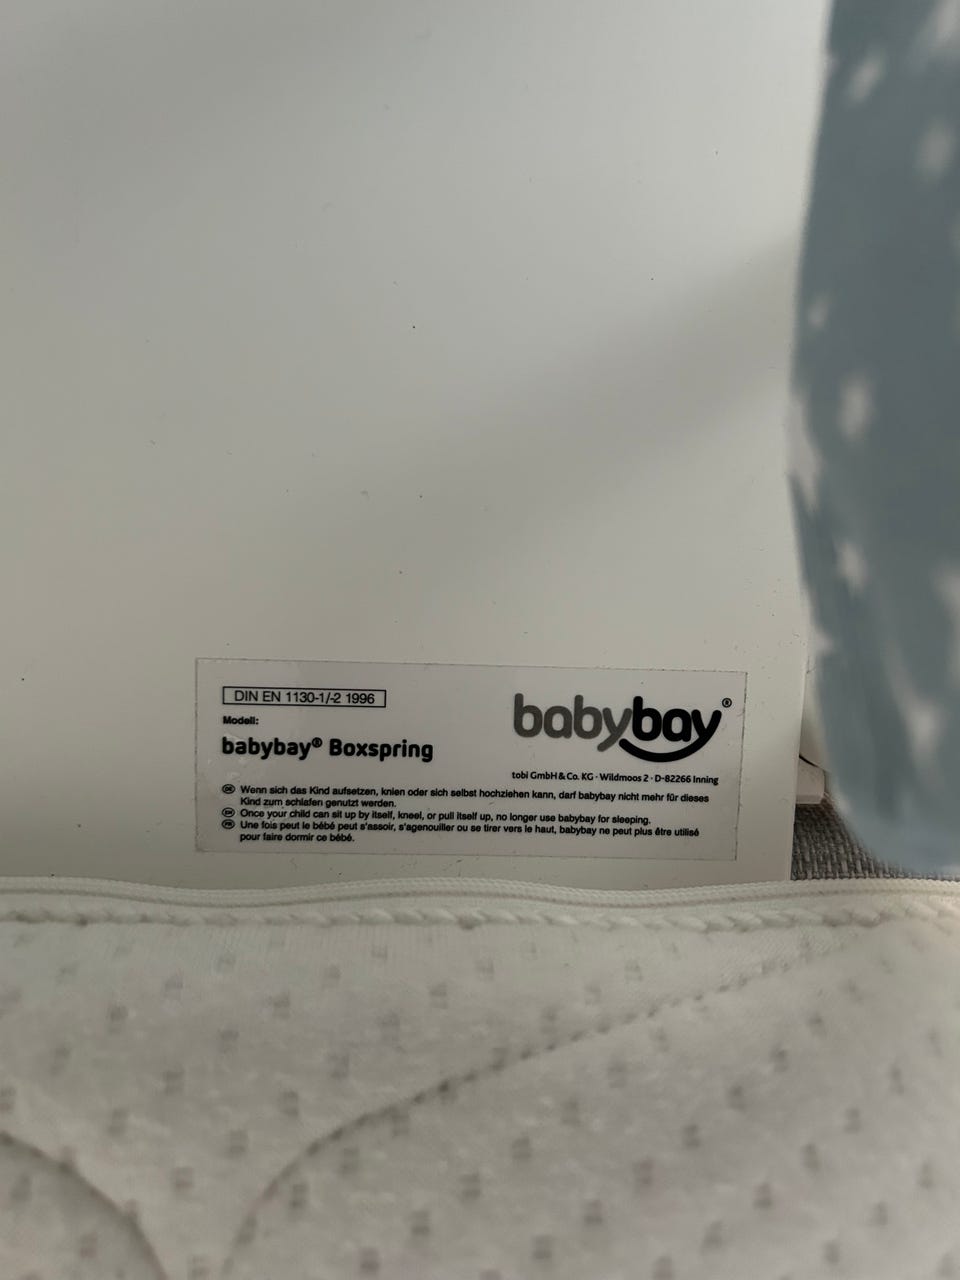 DIN EN 1130-1/-2 1996
babybay®
Modell:
babybay® Boxspring
tobi GmbH & Co. KG · Wildmoos 2 · D-82266 Inning
DE Wenn sich das Kind aufsetzen, knien oder sich selbst hochziehen kann, darf babybay nicht mehr für dieses
Kind zum schlafen genutzt werden.
EN Once your child can sit up by itself, kneel, or pull itself up, no longer use babybay for sleeping.
FR Une fois peut le bébé peut s'assoir, s'agenouiller ou se tirer vers le haut, babybay ne peut plus être utilisé
pour faire dormir ce bébé.